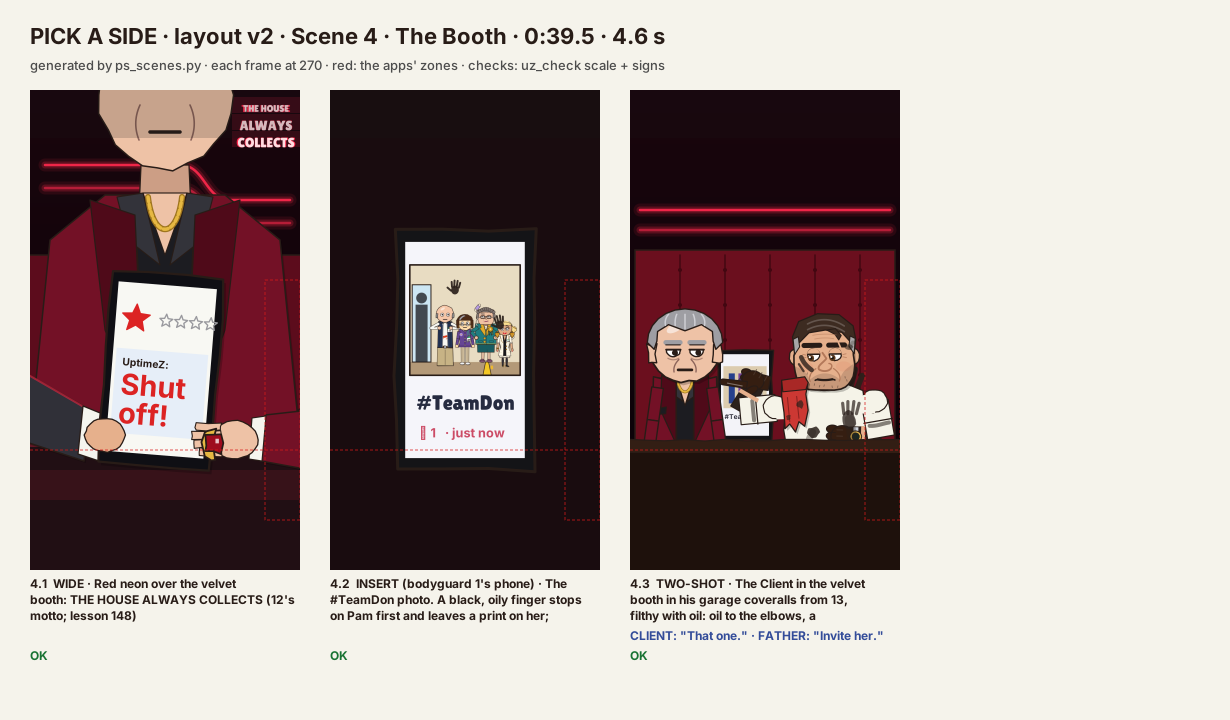 PICK A SIDE · layout v2 · Scene 4 · The Booth · 0:39.5 · 4.6 s
generated by ps_scenes.py · each frame at 270 · red: the apps' zones · checks: uz_check scale + signs
THE HOUSE
ALWAYS
COLLECTS
UptimeZ:
Shut
off!
#TeamDon
1 · just now
#Tea
4.1 WIDE · Red neon over the velvet
booth: THE HOUSE ALWAYS COLLECTS (12's
motto; lesson 148)
OK
4.2 INSERT (bodyguard 1's phone) · The
#TeamDon photo. A black, oily finger stops
on Pam first and leaves a print on her;
OK
4.3 TWO-SHOT · The Client in the velvet
booth in his garage coveralls from 13,
filthy with oil: oil to the elbows, a
CLIENT: "That one." · FATHER: "Invite her."
OK